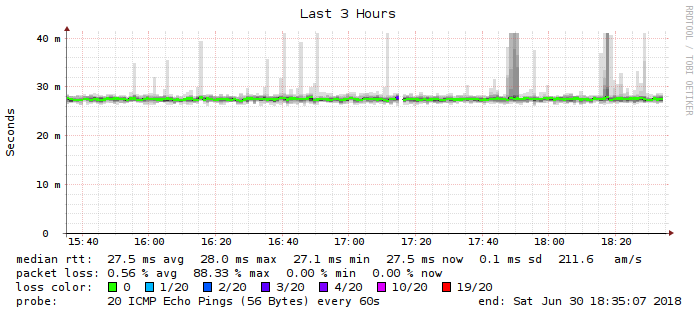 Last 3 Hours
RRDTOOL / TOBI OETIKER
Seconds
40 m
30 m
20 m
10 m
0
15:40 16:00 16:20 16:40 17:00 17:20 17:40 18:00 18:20
median rtt: 27.5 ms avg 28.0 ms max 27.1 ms min 27.5 ms now 0.1 ms sd 211.6 am/s
packet loss: 0.56 % avg 88.33 % max 0.00 % min 0.00 % now
loss color: 0 1/20 2/20 3/20 4/20 10/20 19/20
probe: 20 ICMP Echo Pings (56 Bytes) every 60s end: Sat Jun 30 18:35:07 2018